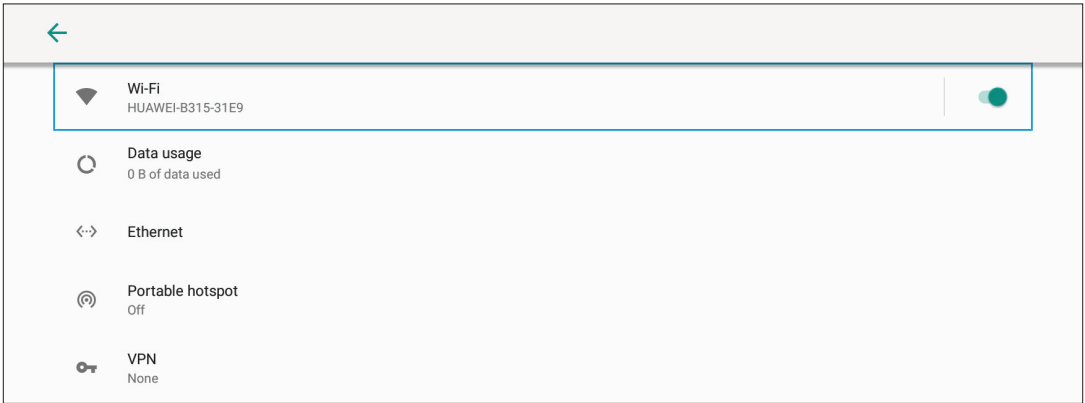 Wi-Fi
HUAWEI-B315-31E9
Data usage
0 B of data used
Ethernet
Portable hotspot
Off
VPN
None